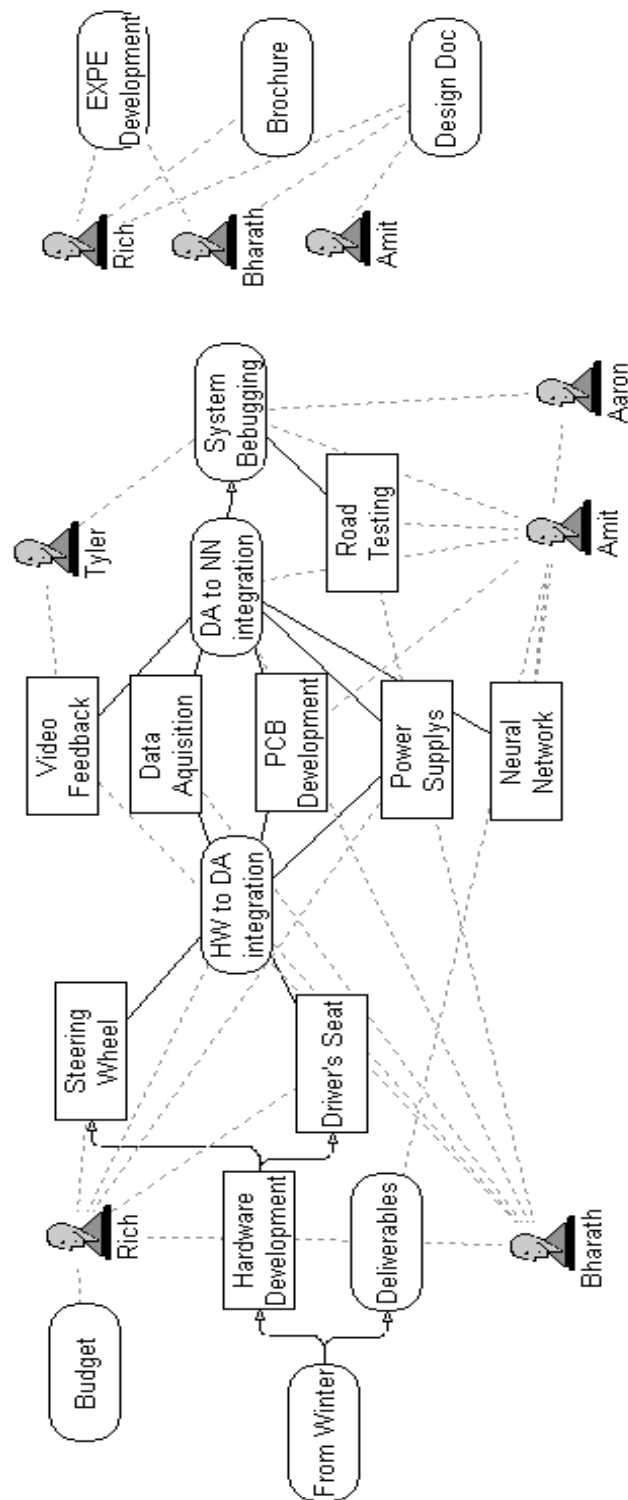 Budget
Rich
Steering
Wheel
Video
Feedback
Tyler
Rich
EXPE
Development
From Winter
Hardware
Development
HW to DA
integration
Data
Aquisition
DA to NN
integration
System
Bebugging
Bharath
Brochure
Deliverables
Driver's Seat
PCB
Development
Road
Testing
Amit
Design Doc
Power
Supplys
Bharath
Neural
Network
Amit
Aaron